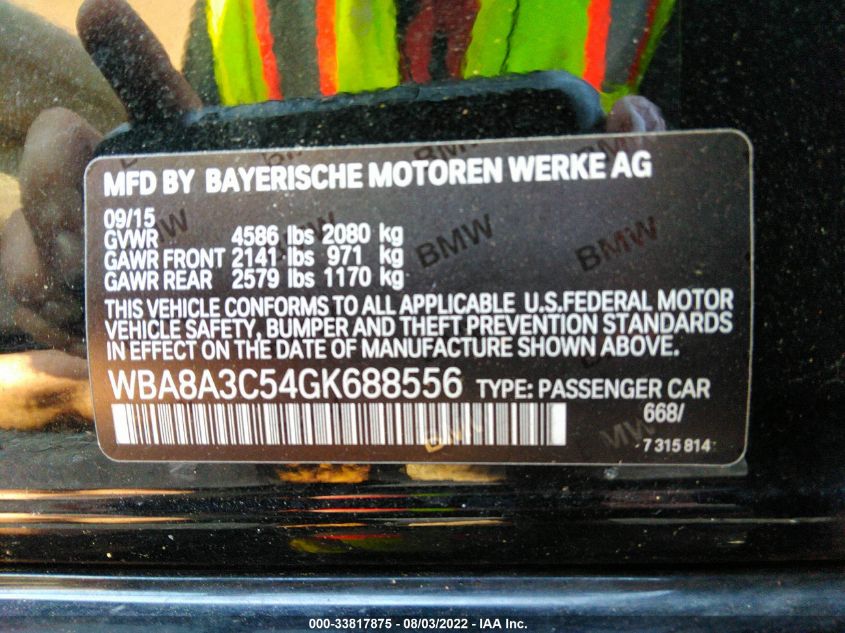 MFD BY BAYERISCHE MOTOREN WERKE AG
09/15
GVWR 4586 lbs 2080 kg
GAWR FRONT 2141 lbs 971 kg
GAWR REAR 2579 lbs 1170 kg
THIS VEHICLE CONFORMS TO ALL APPLICABLE U.S.FEDERAL MOTOR
VEHICLE SAFETY, BUMPER AND THEFT PREVENTION STANDARDS
IN EFFECT ON THE DATE OF MANUFACTURE SHOWN ABOVE.
WBA8A3C54GK688556 TYPE: PASSENGER CAR
668/
7 315 814
BMW
BMW
BMW
BMW
MW
000-33817875 - 08/03/2022 - IAA Inc.